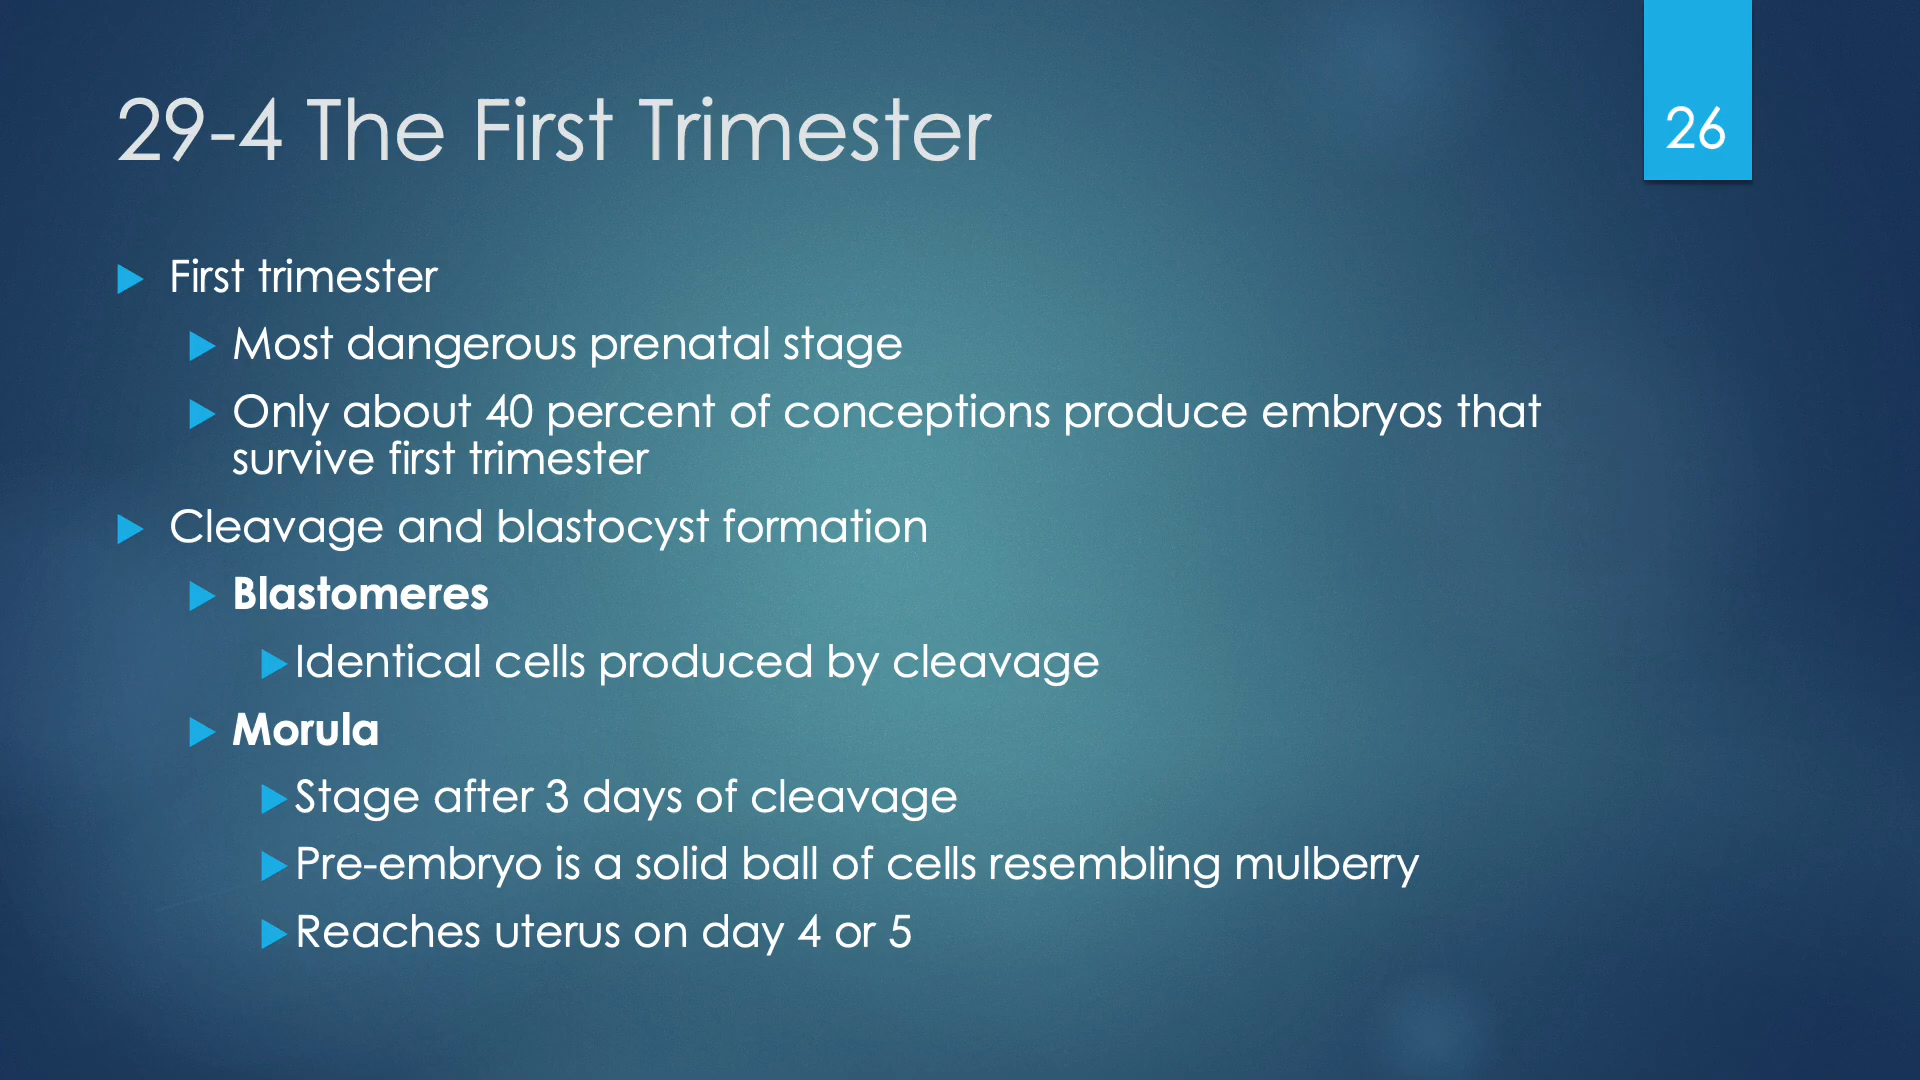 29-4 The First Trimester
26
First trimester
Most dangerous prenatal stage
Only about 40 percent of conceptions produce embryos that
survive first trimester
Cleavage and blastocyst formation
Blastomeres
Identical cells produced by cleavage
Morula
Stage after 3 days of cleavage
Pre-embryo is a solid ball of cells resembling mulberry
Reaches uterus on day 4 or 5